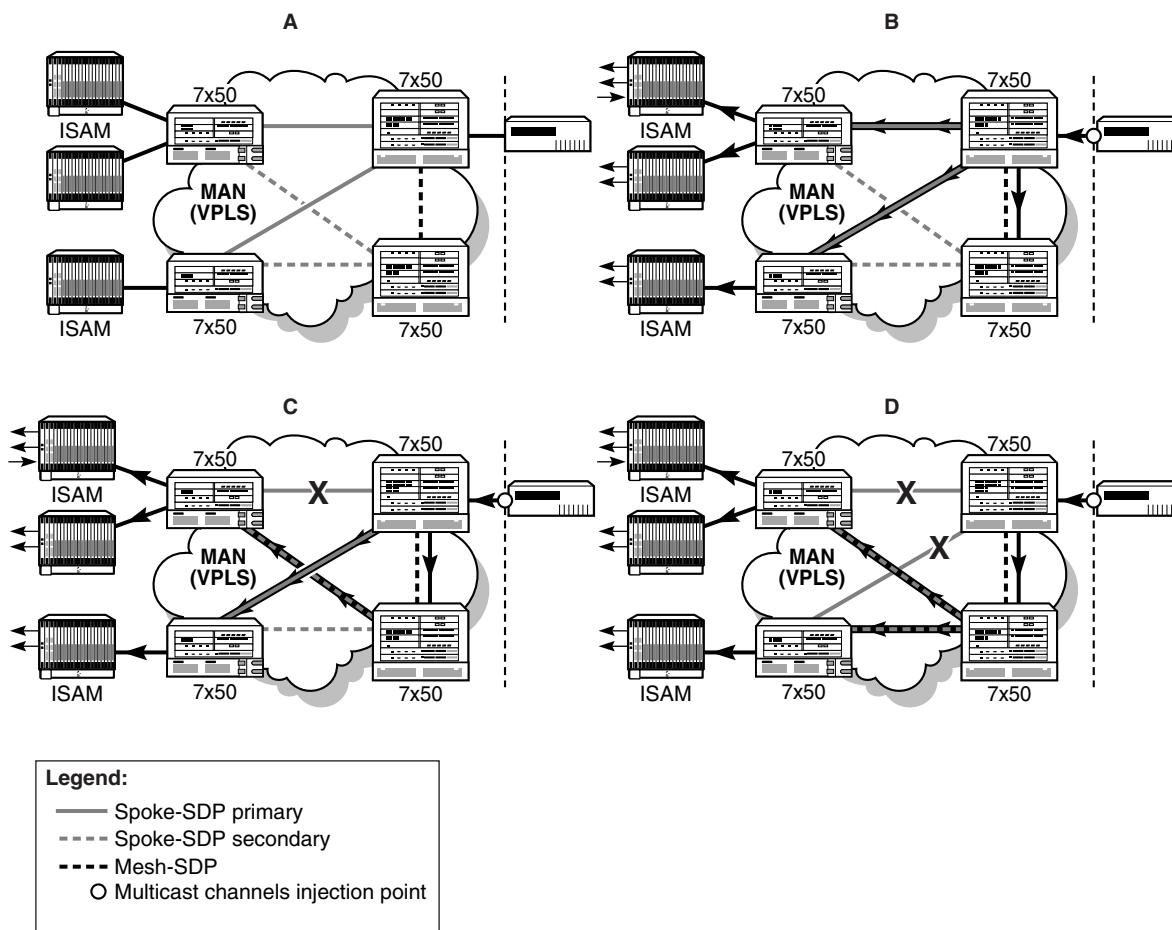 A
7x50
7x50
ISAM
MAN
(VPLS)
ISAM
7x50
7x50
B
7x50
7x50
ISAM
MAN
(VPLS)
ISAM
7x50
7x50
C
7x50
7x50
X
ISAM
MAN
(VPLS)
ISAM
7x50
7x50
D
7x50
7x50
X
ISAM
X
MAN
(VPLS)
ISAM
7x50
7x50
Legend:
Spoke-SDP primary
Spoke-SDP secondary
Mesh-SDP
Multicast channels injection point